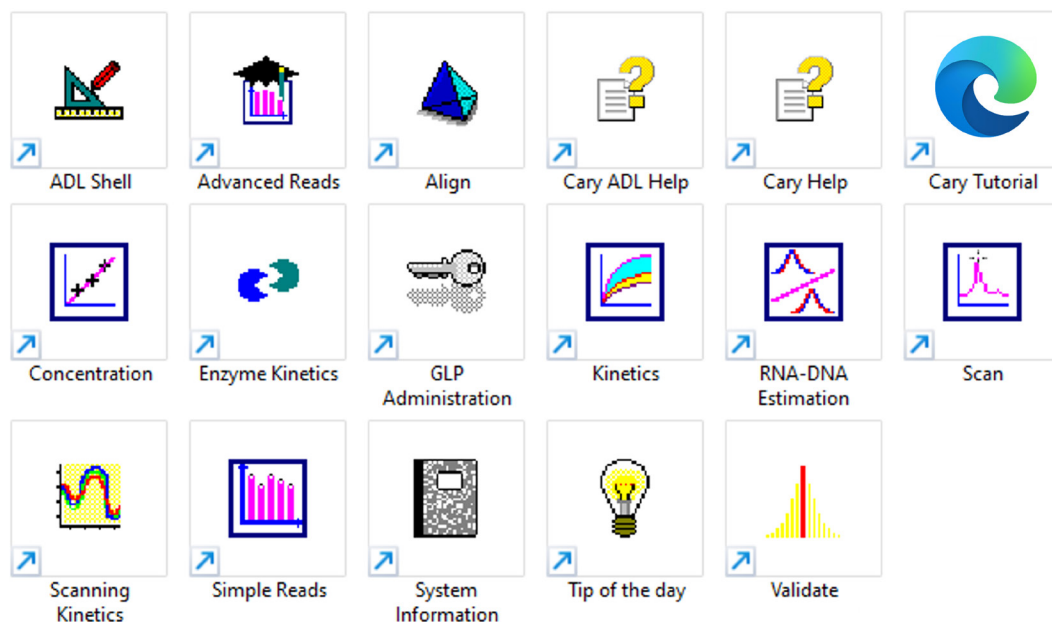 ADL Shell
Advanced Reads
Align
Cary ADL Help
Cary Help
Cary Tutorial
Concentration
Enzyme Kinetics
GLP
Administration
Kinetics
RNA-DNA
Estimation
Scan
Scanning
Kinetics
Simple Reads
System
Information
Tip of the day
Validate